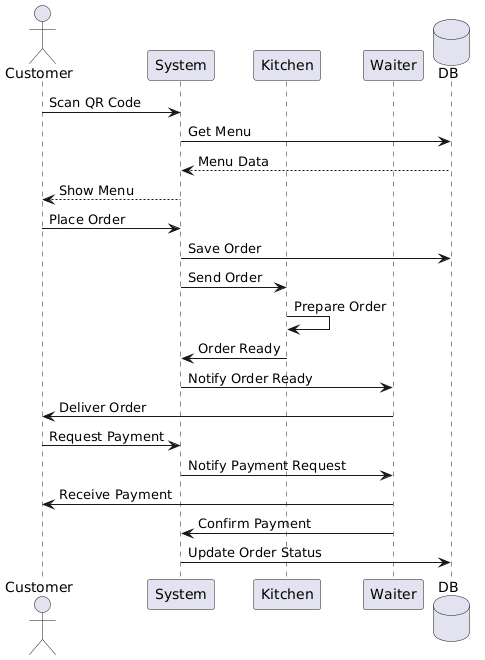 Customer
System
Kitchen
Waiter
DB
Scan QR Code
Get Menu
Menu Data
Show Menu
Place Order
Save Order
Send Order
Prepare Order
Order Ready
Notify Order Ready
Deliver Order
Request Payment
Notify Payment Request
Receive Payment
Confirm Payment
Update Order Status
Customer
System
Kitchen
Waiter
DB